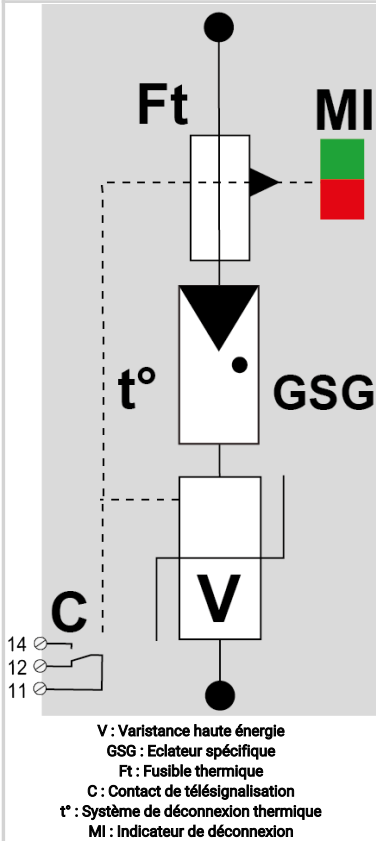 Ft
MI
t°
GSG
V
C
14
12
11
V : Varistance haute énergie
GSG : Eclateur spécifique
Ft : Fusible thermique
C : Contact de télésignalisation
t° : Système de déconnexion thermique
MI : Indicateur de déconnexion